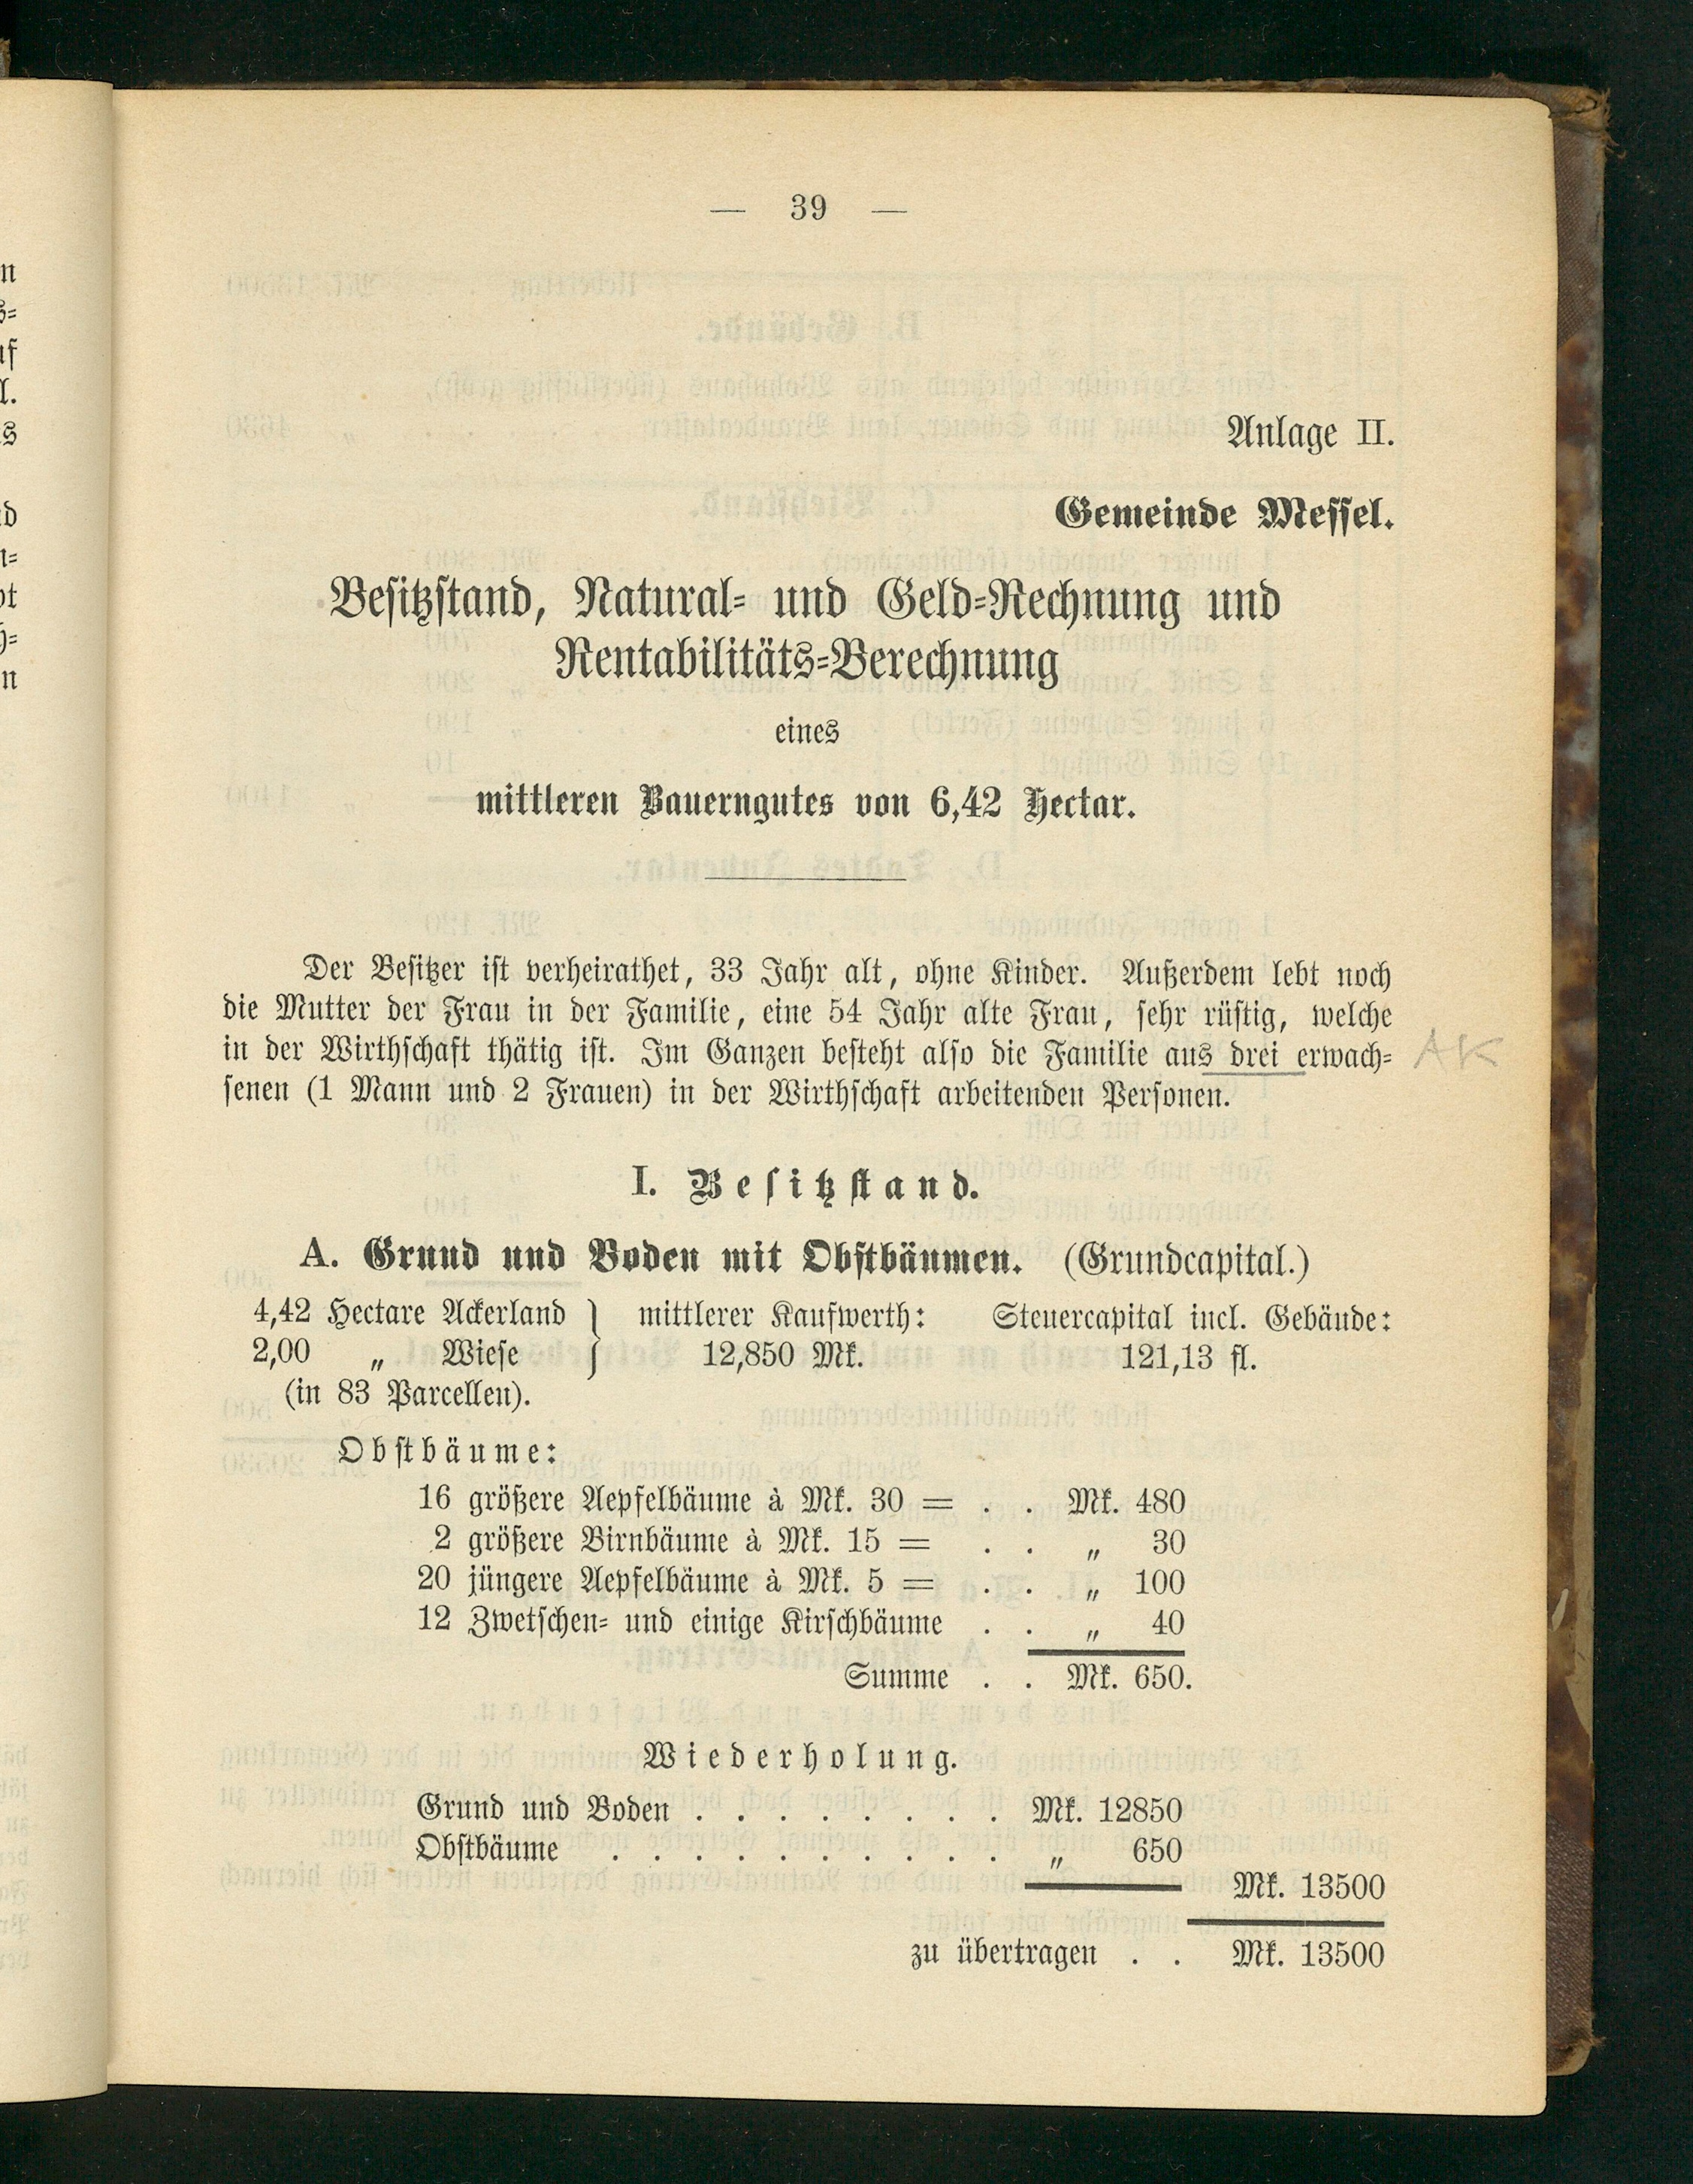 — 39 —
Anlage II.
Gemeinde Messel.
Besitzstand, Natural- und Geld-Rechnung und
Rentabilitäts-Berechnung
eines
mittleren Bauerngutes von 6,42 Hectar.
Der Besitzer ist verheirathet, 33 Jahr alt, ohne Kinder. Außerdem lebt noch
die Mutter der Frau in der Familie, eine 54 Jahr alte Frau, sehr rüstig, welche
in der Wirthschaft thätig ist. Im Ganzen besteht also die Familie aus drei erwach- AK
senen (1 Mann und 2 Frauen) in der Wirthschaft arbeitenden Personen.
I. Besitzstand.
A. Grund und Boden mit Obstbäumen. (Grundcapital.)
4,42 Hectare Ackerland } mittlerer Kaufwerth: Steuercapital incl. Gebäude:
2,00 „ Wiese } 12,850 Mk. 121,13 fl.
(in 83 Parcellen).
Obstbäume:
16 größere Aepfelbäume à Mk. 30 = . . Mk. 480
2 größere Birnbäume à Mk. 15 = . . „ 30
20 jüngere Aepfelbäume à Mk. 5 = . . „ 100
12 Zwetschen- und einige Kirschbäume . . „ 40
Summe . . Mk. 650.
Wiederholung.
Grund und Boden . . . . . . . . Mk. 12850
Obstbäume . . . . . . . . . . „ 650
Mk. 13500
zu übertragen . . Mk. 13500